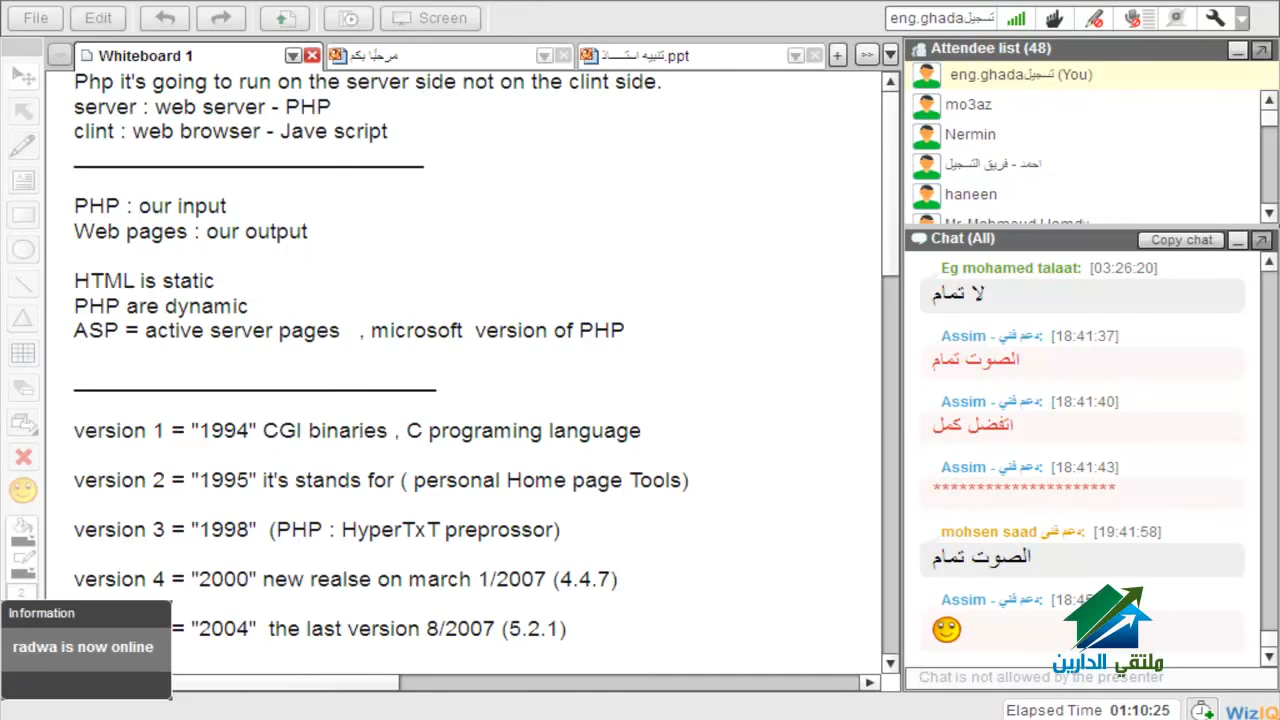 File Edit Screen eng.ghadaتسجيل
Whiteboard 1 مرحبًا بكم تنبيه استـــاذ.ppt
Php it's going to run on the server side not on the clint side.
server : web server - PHP
clint : web browser - Jave script
PHP : our input
Web pages : our output
HTML is static
PHP are dynamic
ASP = active server pages , microsoft version of PHP
version 1 = "1994" CGI binaries , C programing language
version 2 = "1995" it's stands for ( personal Home page Tools)
version 3 = "1998" (PHP : HyperTxT preprossor)
version 4 = "2000" new realse on march 1/2007 (4.4.7)
= "2004" the last version 8/2007 (5.2.1)
2
Information
radwa is now online
Attendee list (48)
eng.ghadaتسجيل (You)
mo3az
Nermin
احمد - فريق التسجيل
haneen
Mr Mahmoud Hamdy
Chat (All) Copy chat
Eg mohamed talaat: [03:26:20]
لا تمام
Assim - دعم فني: [18:41:37]
الصوت تمام
Assim - دعم فني: [18:41:40]
اتفضل كمل
Assim - دعم فني: [18:41:43]
*********************
mohsen saad دعم فنى: [19:41:58]
الصوت تمام
Assim - دعم فني:
ملتقي الدارين
Chat is not allowed by the presenter
Elapsed Time 01:10:25
WizIQ